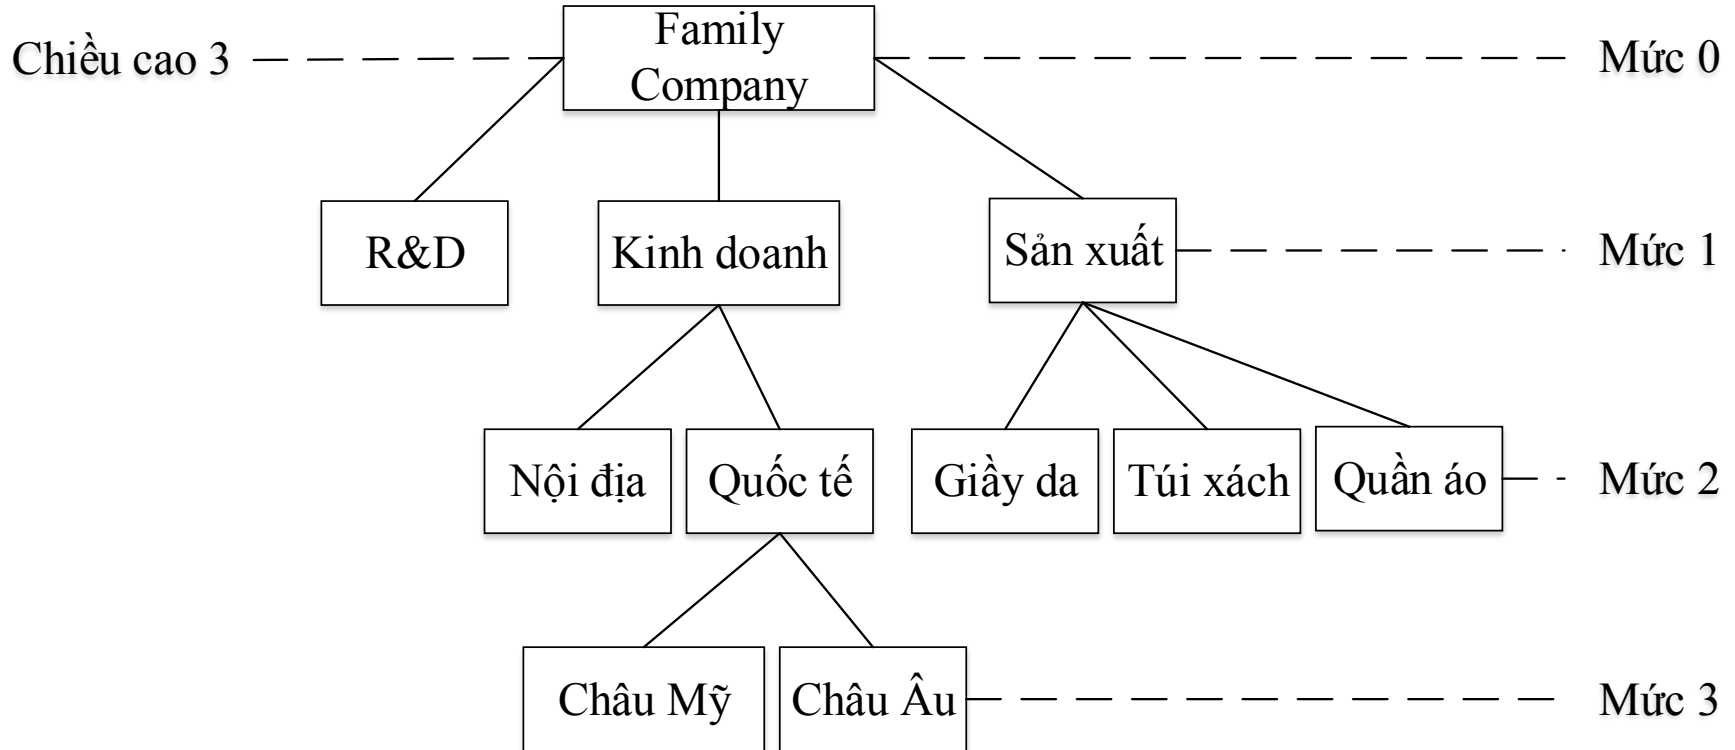 Family
Company
Chiều cao 3
Mức 0
R&D
Kinh doanh
Sản xuất
Mức 1
Nội địa
Quốc tế
Giầy da
Túi xách
Quần áo
Mức 2
Châu Mỹ
Châu Âu
Mức 3